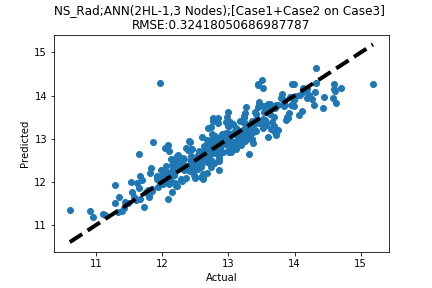 NS_Rad;ANN(2HL-1,3 Nodes);[Case1+Case2 on Case3]
RMSE:0.32418050686987787
15
14
13
12
11
Predicted
11
12
13
14
15
Actual